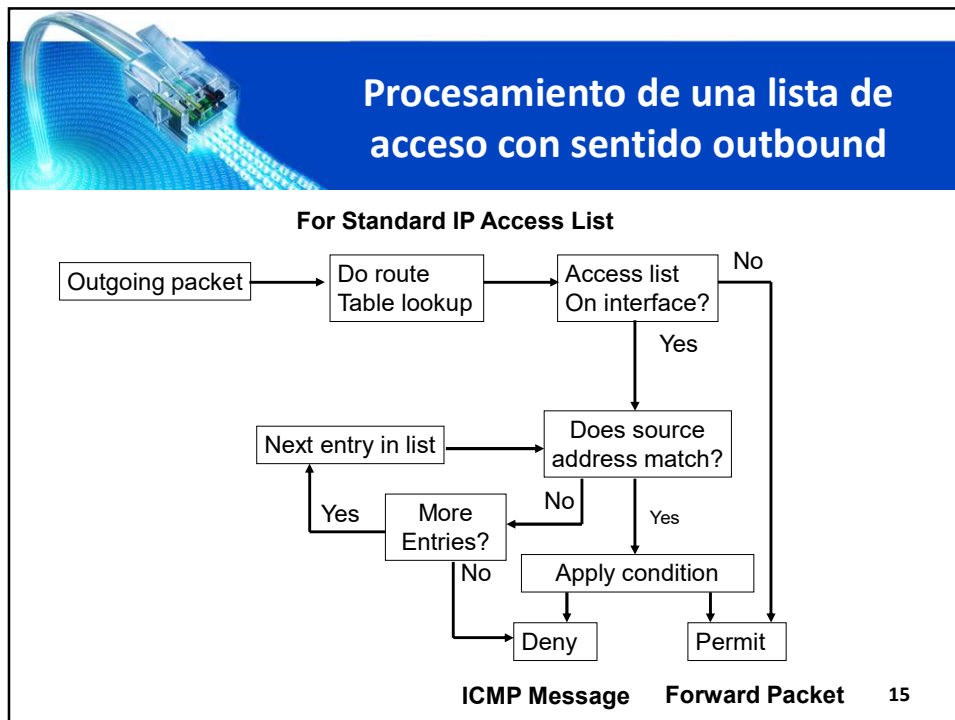 Procesamiento de una lista de
acceso con sentido outbound
For Standard IP Access List
Outgoing packet
Do route
Table lookup
Access list
On interface?
No
Yes
Next entry in list
Does source
address match?
Yes
More
Entries?
No
Yes
No
Apply condition
Deny
Permit
ICMP Message
Forward Packet
15